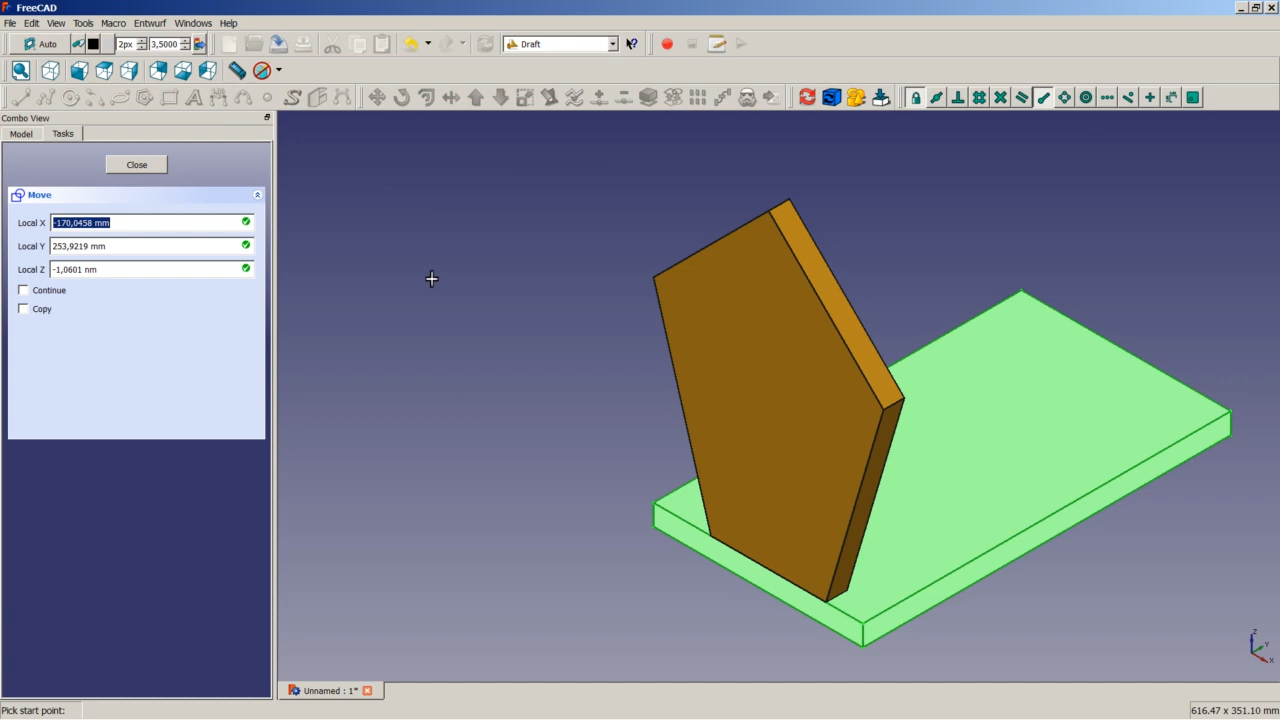 FreeCAD
File Edit View Tools Macro Entwurf Windows Help
Auto 2px 3,5000 Draft
A
Combo View
Model Tasks
Close
Move
Local X -170,0458 mm
Local Y 253,9219 mm
Local Z -1,0601 nm
Continue
Copy
Z
Y
X
Unnamed : 1*
Pick start point: 616.47 x 351.10 mm